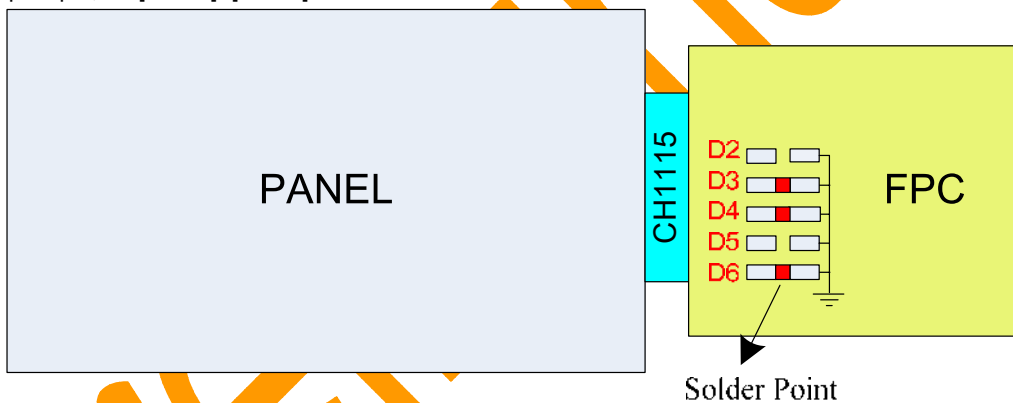 PANEL
CH1115
D2
D3
D4
D5
D6
FPC
Solder Point